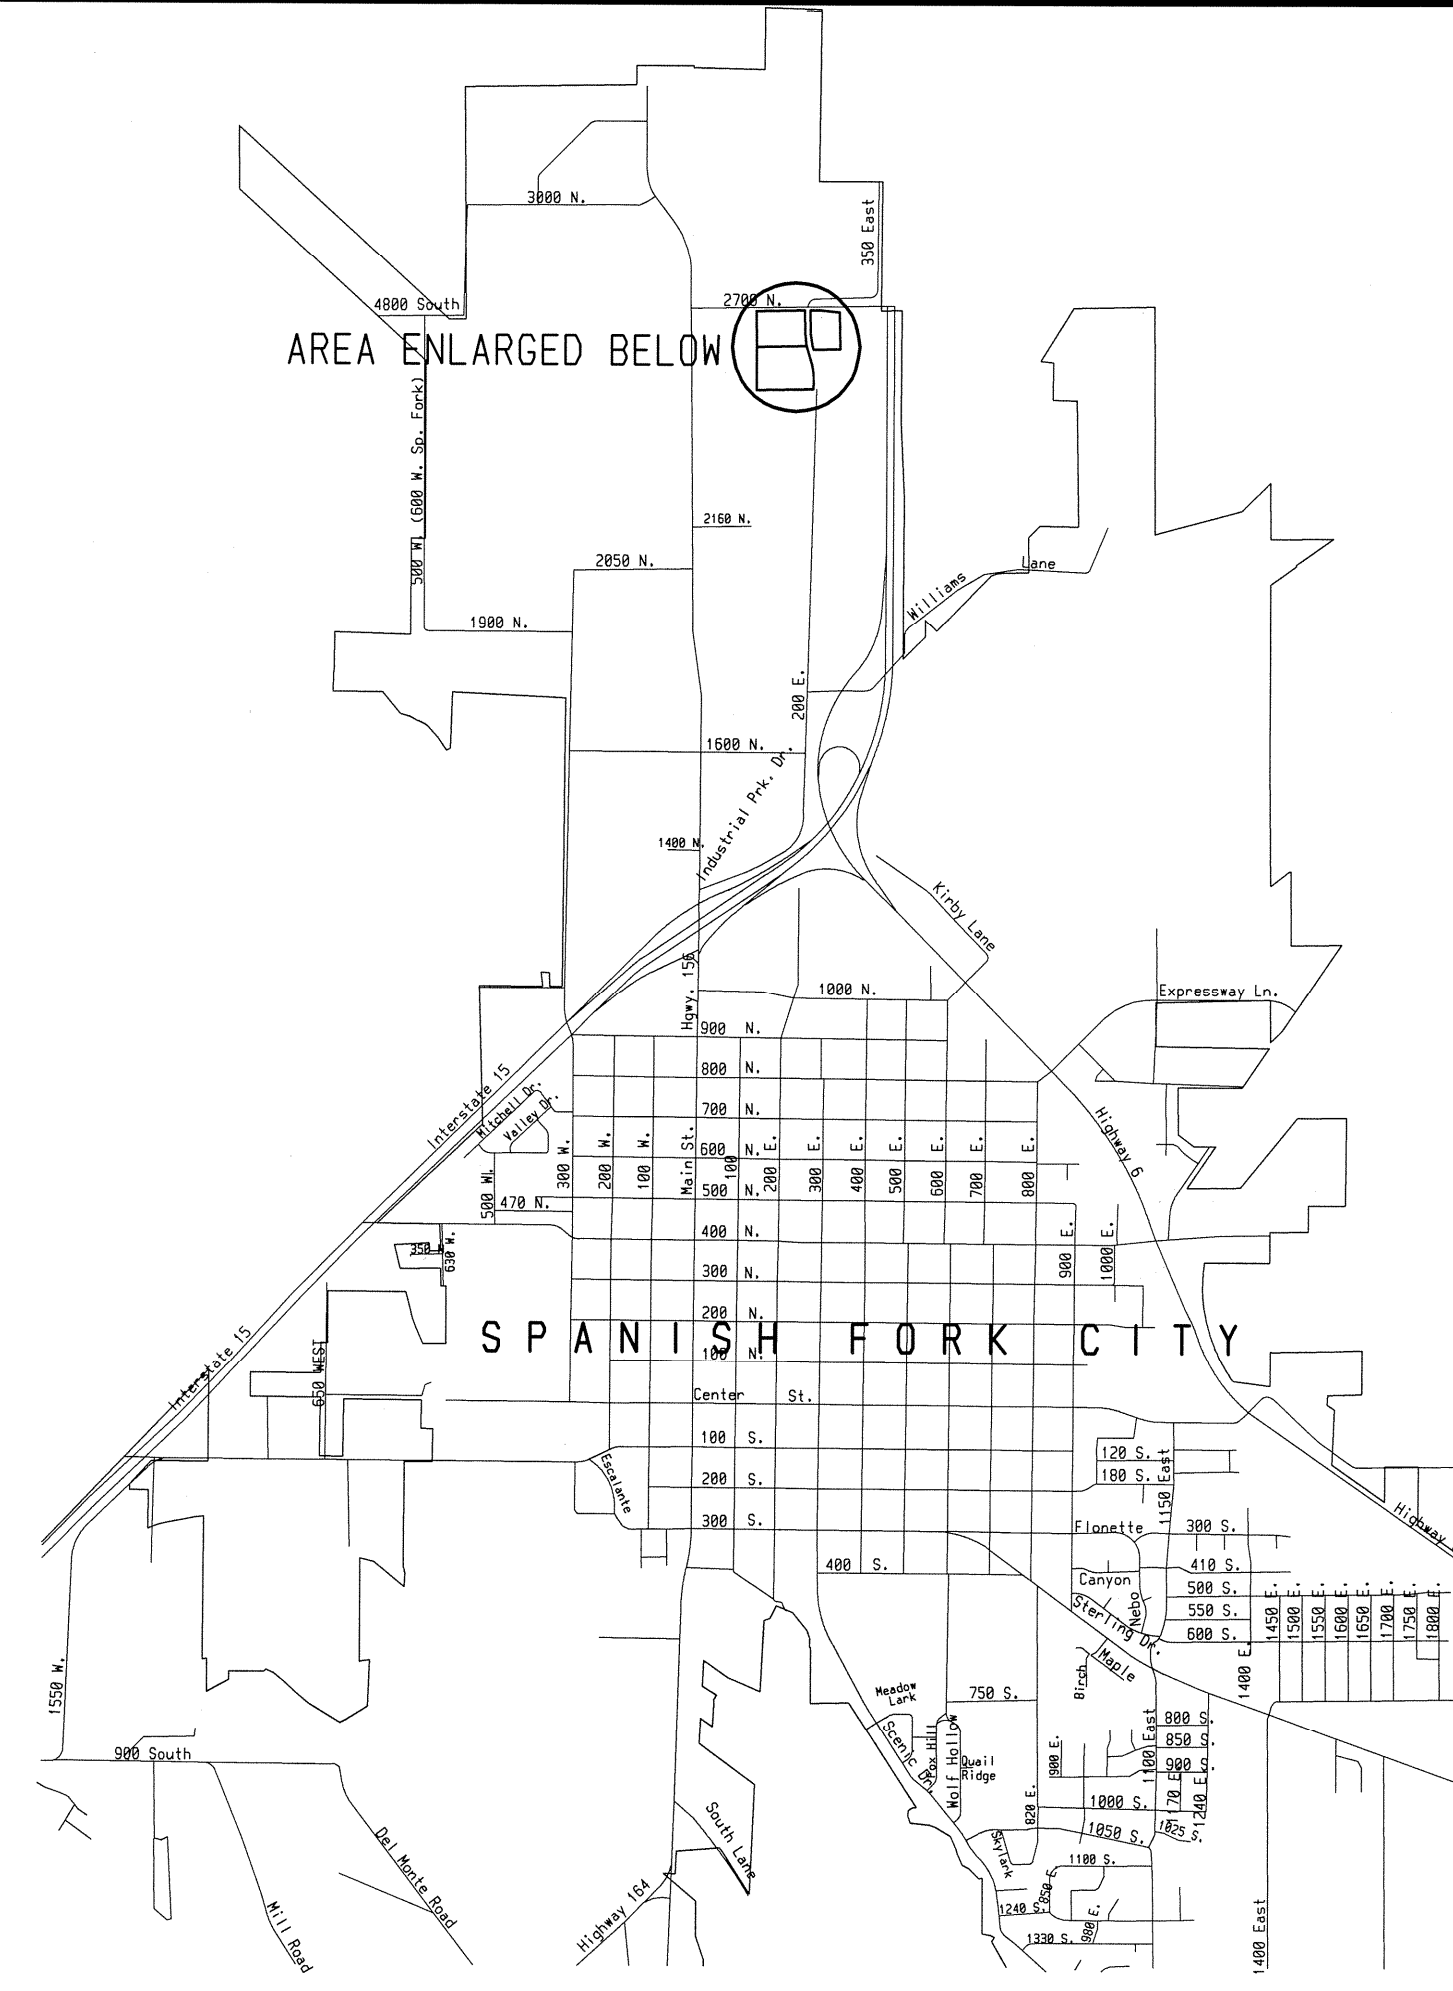 3000 N.
350 East
4800 South
2700 N.
AREA ENLARGED BELOW
500 W. (600 W. Sp. Fork)
2160 N.
2050 N.
Williams Lane
1900 N.
200 E.
1600 N.
Industrial Prk. Dr.
1400 N.
Kirby Lane
Hgwy. 156
1000 N.
Expressway Ln.
900 N.
800 N.
Interstate 15
Mitchell Dr.
Valley Dr.
700 N.
Highway 6
600 N.
500 W.
300 W.
200 W.
100 W.
Main St.
100
200 E.
300 E.
400 E.
500 E.
600 E.
700 E.
800 E.
500 N.
470 N.
400 N.
900 E.
1000 E.
350 N
630 W.
300 N.
200 N.
SPANISH FORK CITY
100 N.
Interstate 15
650 WEST
Center St.
100 S.
120 S.
Escalante
200 S.
180 S.
1150 East
300 S.
Flonette
300 S.
Highway
400 S.
410 S.
Canyon
500 S.
Nebo
Sterling Dr.
550 S.
600 S.
1450 E.
1500 E.
1550 E.
1600 E.
1650 E.
1700 E.
1750 E.
1800 E.
1400 E.
Birch
Maple
1550 W.
Meadow
Lark
750 S.
Scenic Dr.
Fox Hill
Wolf Hollow
Quail
Ridge
900 E.
1100 East
800 S.
850 S.
900 S.
900 South
1170 E
1240 E
820 E.
1000 S.
1050 S.
1025 S.
South Lane
Skylark
1100 S.
Del Monte Road
850 E
1240 S.
980 E.
1330 S.
Mill Road
Highway 164
1400 East